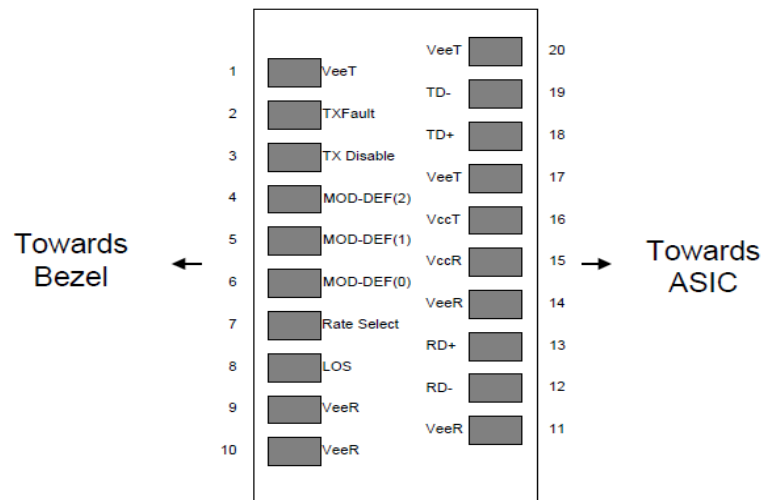 VeeT 20
1 VeeT
TD- 19
2 TXFault
TD+ 18
3 TX Disable
VeeT 17
4 MOD-DEF(2)
VccT 16
5 MOD-DEF(1)
Towards
Bezel
VccR 15
Towards
ASIC
6 MOD-DEF(0)
VeeR 14
7 Rate Select
RD+ 13
8 LOS
RD- 12
9 VeeR
VeeR 11
10 VeeR